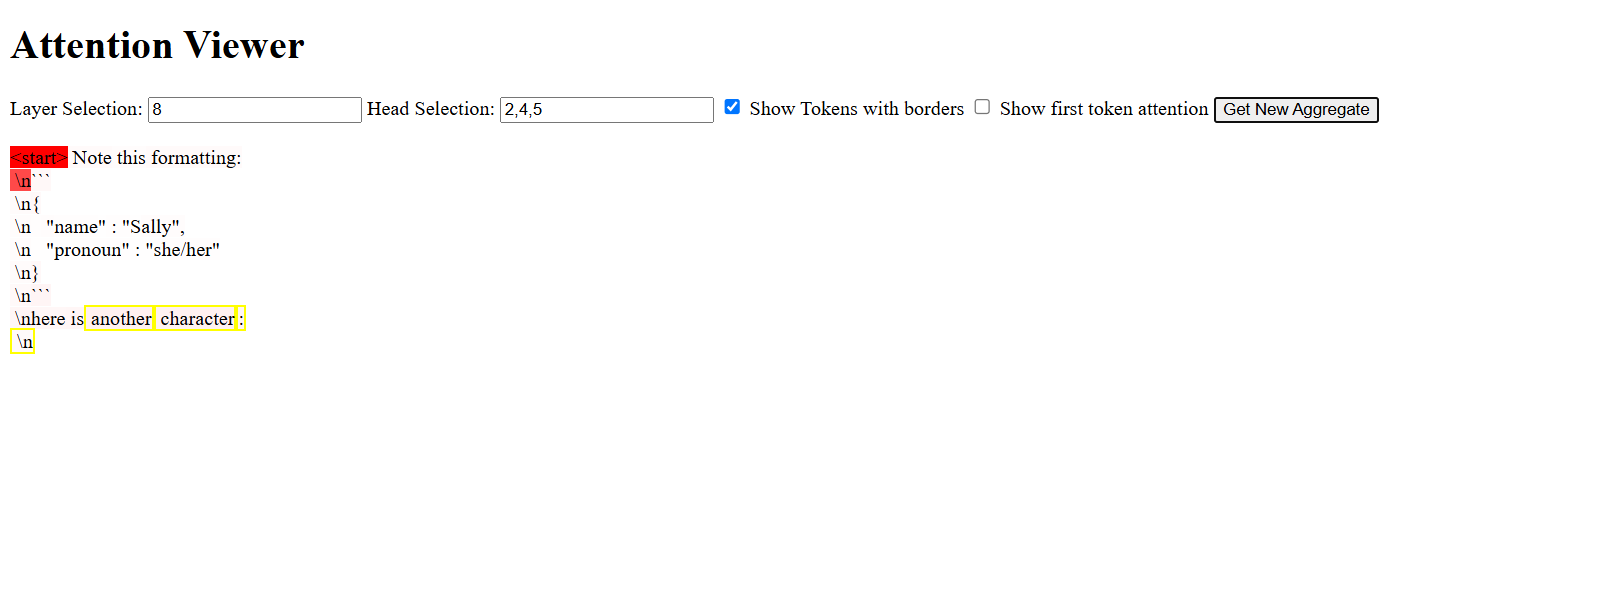 Attention Viewer
Layer Selection: 8 Head Selection: 2,4,5 Show Tokens with borders Show first token attention Get New Aggregate
<start> Note this formatting:
\n```
\n{
\n   "name" : "Sally",
\n   "pronoun" : "she/her"
\n}
\n```
\nhere is another character:
\n